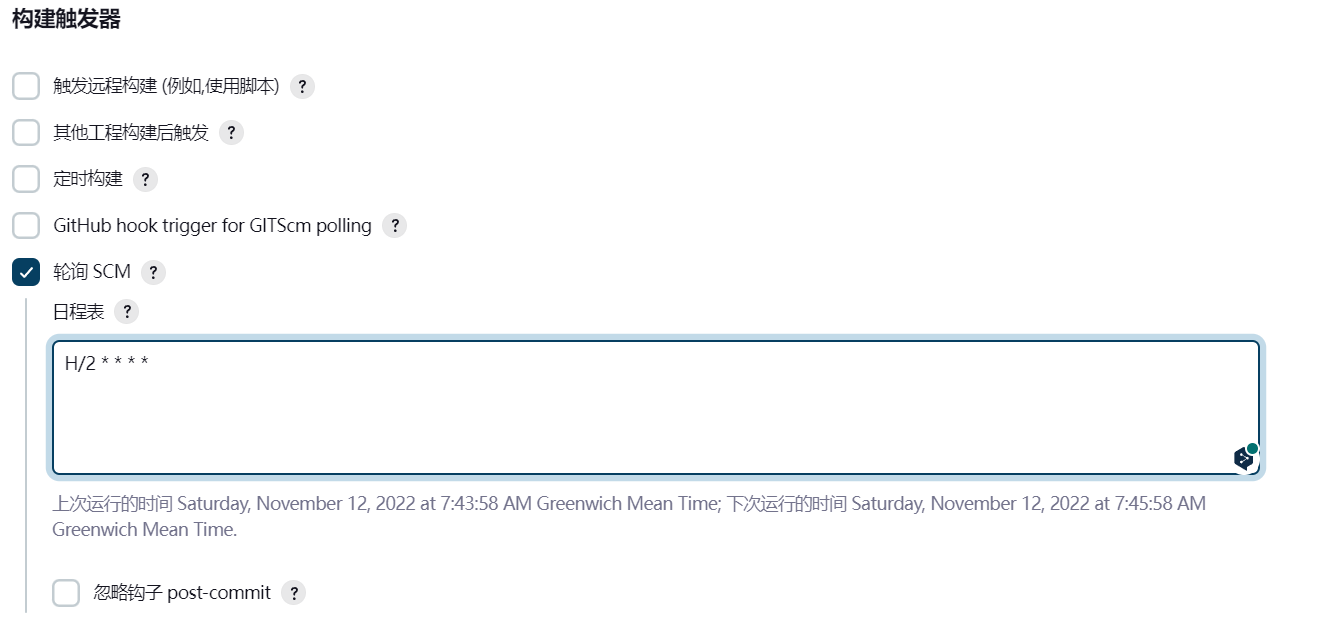 构建触发器
触发远程构建 (例如,使用脚本) ?
其他工程构建后触发 ?
定时构建 ?
GitHub hook trigger for GITScm polling ?
轮询 SCM ?
日程表 ?
H/2 * * * *
上次运行的时间 Saturday, November 12, 2022 at 7:43:58 AM Greenwich Mean Time; 下次运行的时间 Saturday, November 12, 2022 at 7:45:58 AM
Greenwich Mean Time.
忽略钩子 post-commit ?